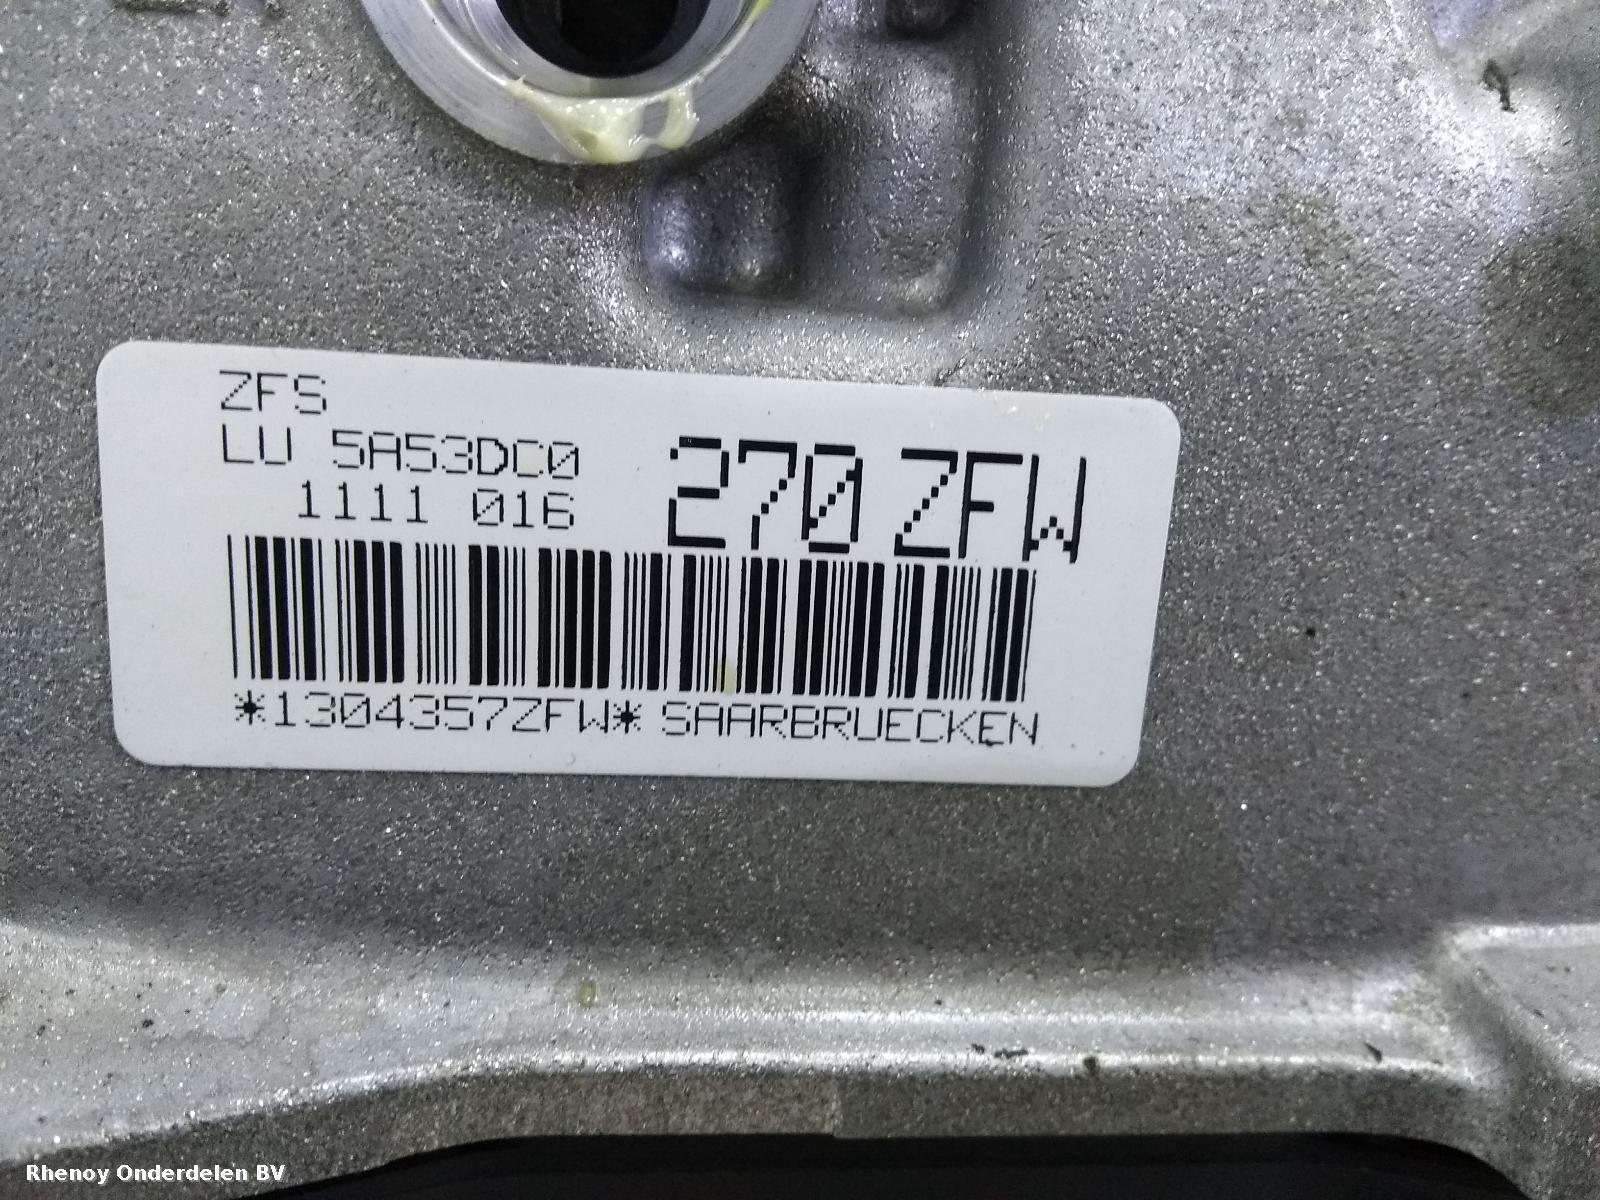 ZFS
LU 5A53DC0
1111 016
270 ZFW
*1304357ZFW* SAARBRUECKEN
Rhenoy Onderdelen BV